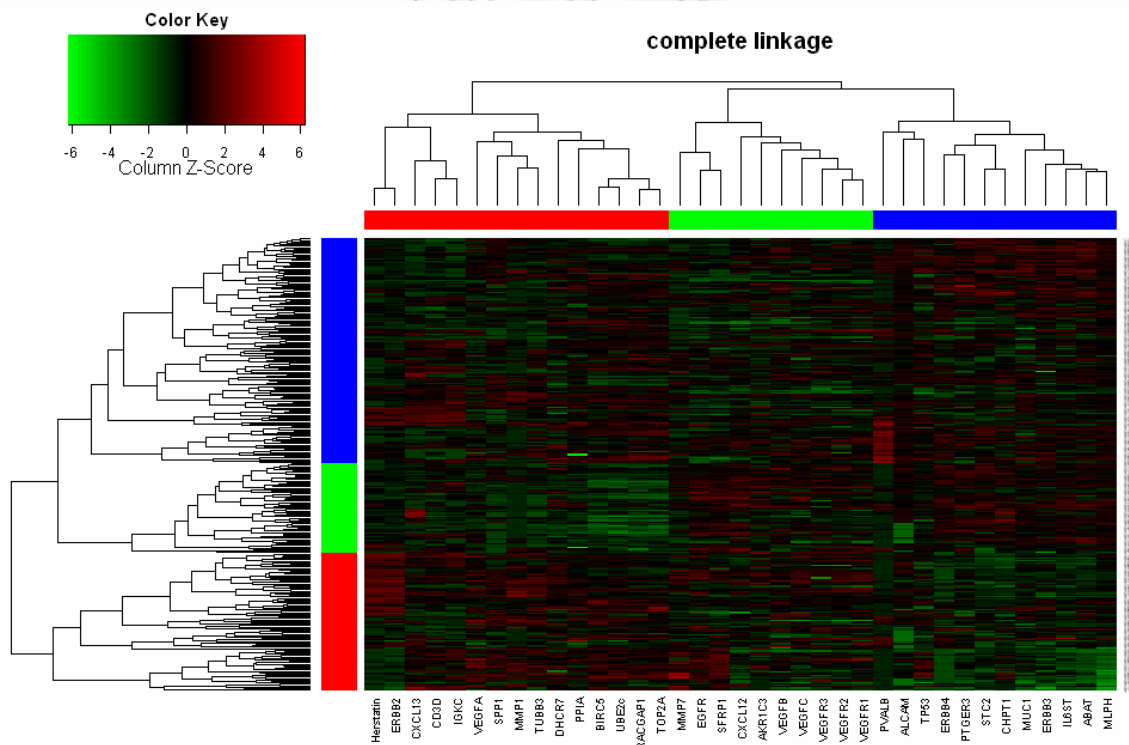 Color Key
-6 -4 -2 0 2 4 6
Column Z-Score
complete linkage
Herstatin
ERBB2
CXCL13
CD3D
IGKC
VEGFA
SPP1
MMP1
TUBB3
DHCR7
PPIA
BIRC5
UBE2c
RACGAP1
TOP2A
MMP7
EGFR
SFRP1
CXCL12
AKR1C3
VEGFB
VEGFC
VEGFR3
VEGFR2
VEGFR1
PVALB
ALCAM
TP53
ERBB4
PTGER3
STC2
CHPT1
MUC1
ERBB3
IL6ST
ABAT
MLPH